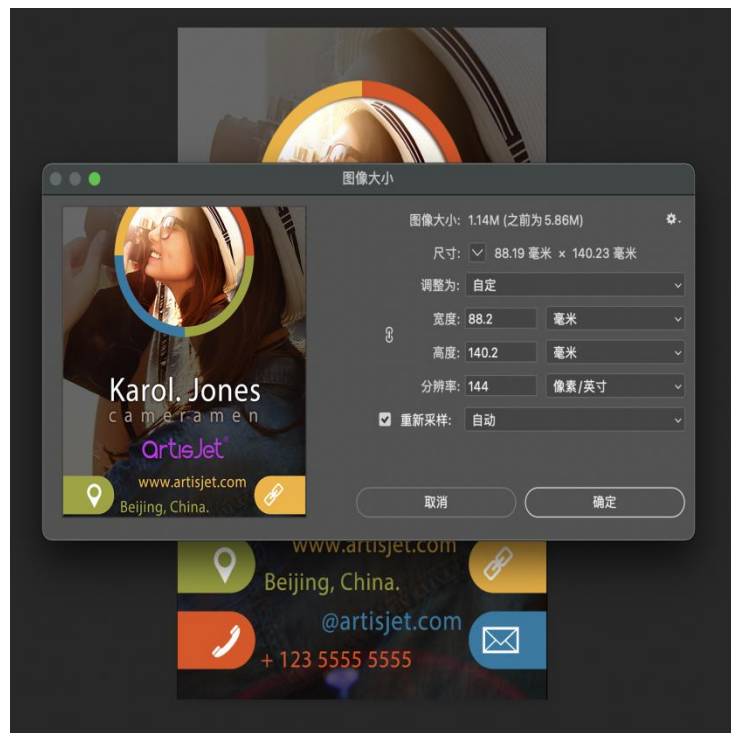 图像大小
图像大小: 1.14M (之前为 5.86M)
尺寸: 88.19 毫米 × 140.23 毫米
调整为: 自定
宽度: 88.2 毫米
高度: 140.2 毫米
分辨率: 144 像素/英寸
重新采样: 自动
取消 确定
Karol. Jones
cameramen
artisJet®
www.artisjet.com
Beijing, China.
www.artisjet.com
Beijing, China.
@artisjet.com
+ 123 5555 5555